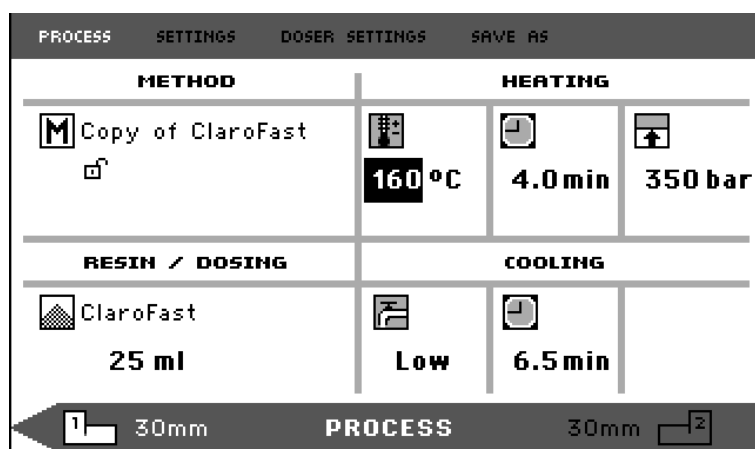 PROCESS SETTINGS DOSER SETTINGS SAVE AS
METHOD HEATING
M Copy of ClaroFast
160 ºC 4.0 min 350 bar
RESIN / DOSING COOLING
ClaroFast
25 ml Low 6.5 min
1 30mm PROCESS 30mm 2